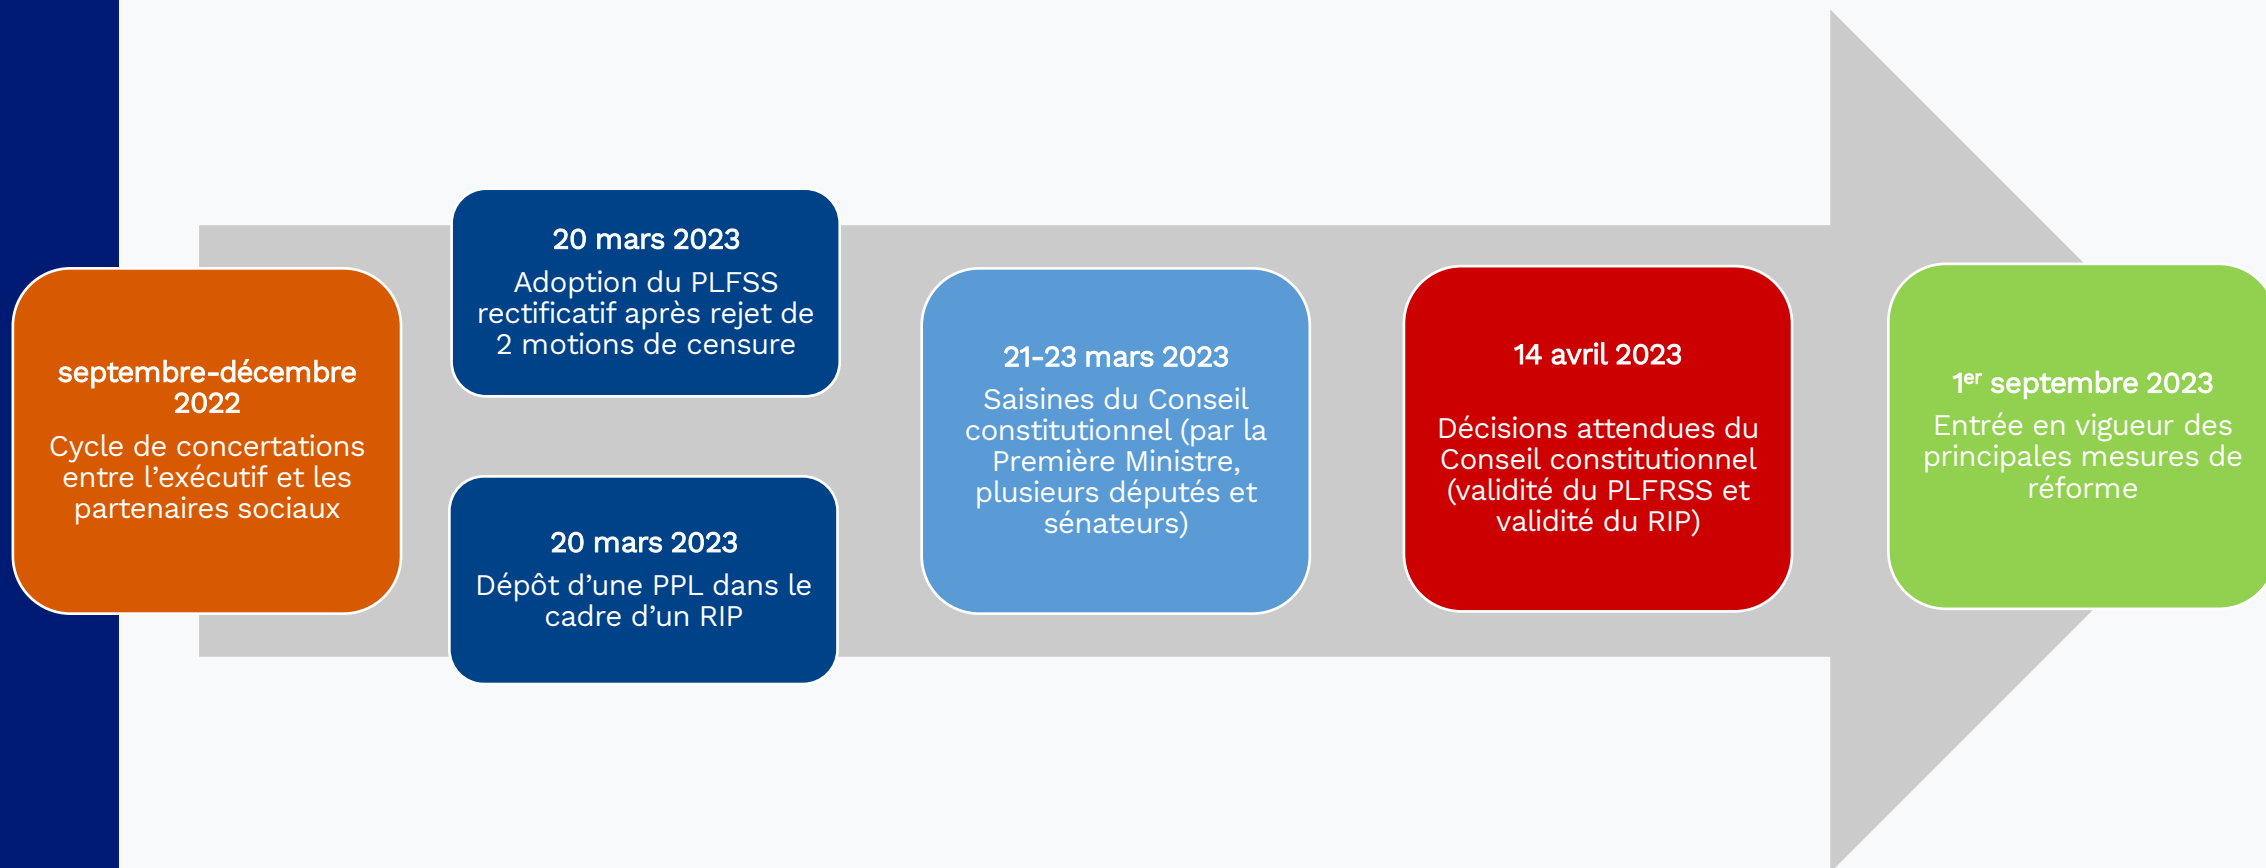 septembre-décembre
2022
Cycle de concertations
entre l’exécutif et les
partenaires sociaux
20 mars 2023
Adoption du PLFSS
rectificatif après rejet de
2 motions de censure
20 mars 2023
Dépôt d’une PPL dans le
cadre d’un RIP
21-23 mars 2023
Saisines du Conseil
constitutionnel (par la
Première Ministre,
plusieurs députés et
sénateurs)
14 avril 2023
Décisions attendues du
Conseil constitutionnel
(validité du PLFRSS et
validité du RIP)
1er septembre 2023
Entrée en vigueur des
principales mesures de
réforme